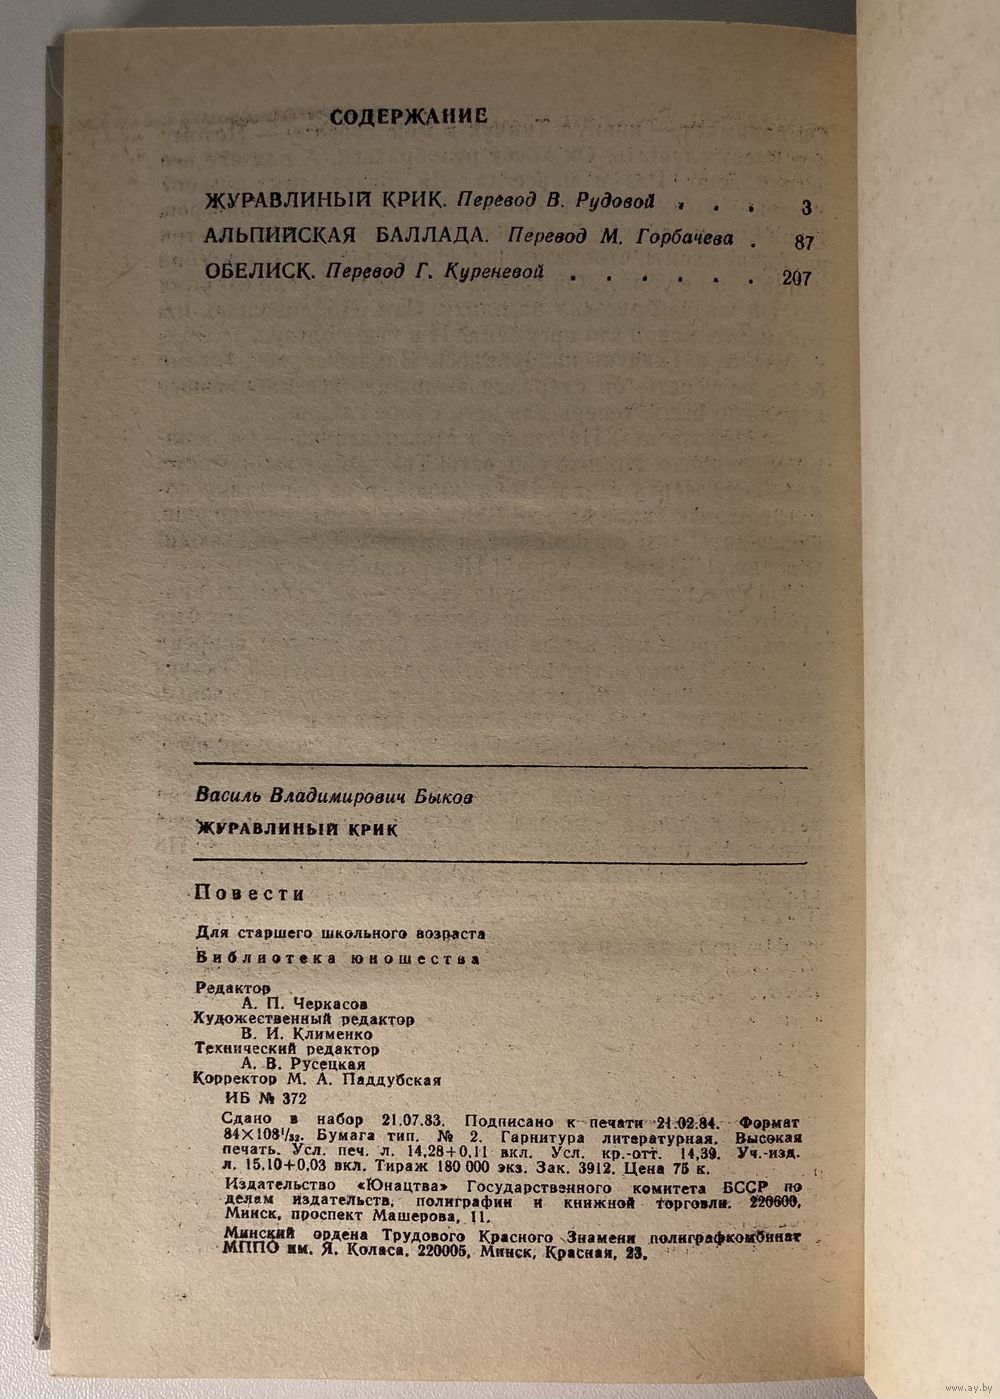 СОДЕРЖАНИЕ
ЖУРАВЛИНЫЙ КРИК. Перевод В. Рудовой . . . 3
АЛЬПИЙСКАЯ БАЛЛАДА. Перевод М. Горбачева . 87
ОБЕЛИСК. Перевод Г. Куреневой . . . . . . 207
Василь Владимирович Быков
ЖУРАВЛИНЫЙ КРИК
Повести
Для старшего школьного возраста
Библиотека юношества
Редактор
А. П. Черкасов
Художественный редактор
В. И. Клименко
Технический редактор
А. В. Русецкая
Корректор М. А. Паддубская
ИБ № 372
Сдано в набор 21.07.83. Подписано к печати 21.02.84. Формат
84×108¹/₃₂. Бумага тип. № 2. Гарнитура литературная. Высокая
печать. Усл. печ. л. 14,28+0,11 вкл. Усл. кр.-отт. 14,39. Уч.-изд.
л. 15,10+0,03 вкл. Тираж 180 000 экз. Зак. 3912. Цена 75 к.
Издательство «Юнацтва» Государственного комитета БССР по
делам издательств, полиграфии и книжной торговли. 220600,
Минск, проспект Машерова, 11.
Минский ордена Трудового Красного Знамени полиграфкомбинат
МППО им. Я. Коласа. 220005, Минск, Красная, 23.
www.ay.by